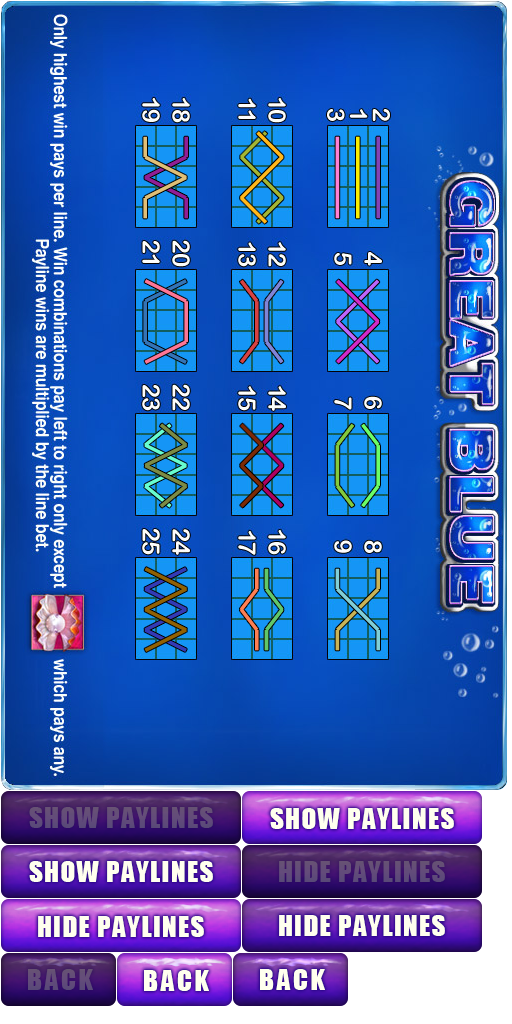 GREAT BLUE
2 4 6 8
1
3 5 7 9
10 12 14 16
11 13 15 17
18 20 22 24
19 21 23 25
Only highest win pays per line. Win combinations pay left to right only except which pays any.
Payline wins are multiplied by the line bet.
SHOW PAYLINES SHOW PAYLINES
SHOW PAYLINES HIDE PAYLINES
HIDE PAYLINES HIDE PAYLINES
BACK BACK BACK